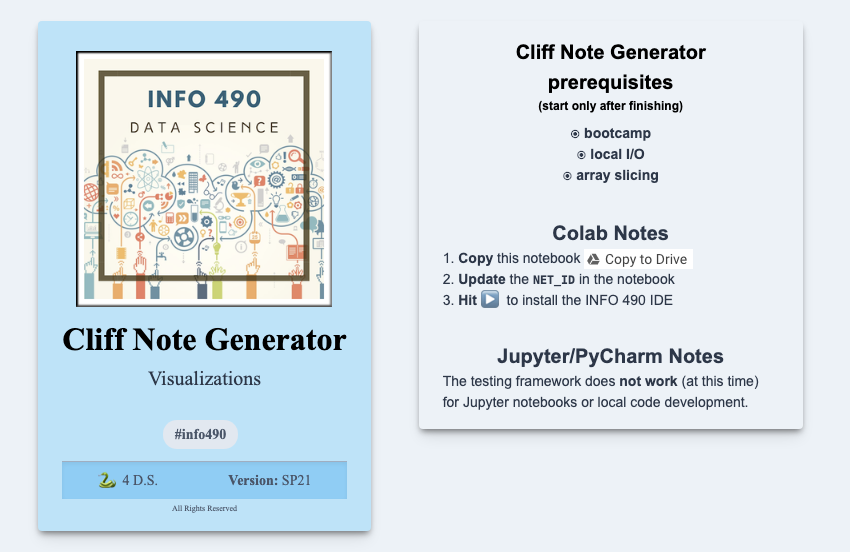 INFO 490
DATA SCIENCE
Cliff Note Generator
Visualizations
#info490
4 D.S.
Version: SP21
All Rights Reserved
Cliff Note Generator
prerequisites
(start only after finishing)
bootcamp
local I/O
array slicing
Colab Notes
1. Copy this notebook Copy to Drive
2. Update the NET_ID in the notebook
3. Hit to install the INFO 490 IDE
Jupyter/PyCharm Notes
The testing framework does not work (at this time)
for Jupyter notebooks or local code development.